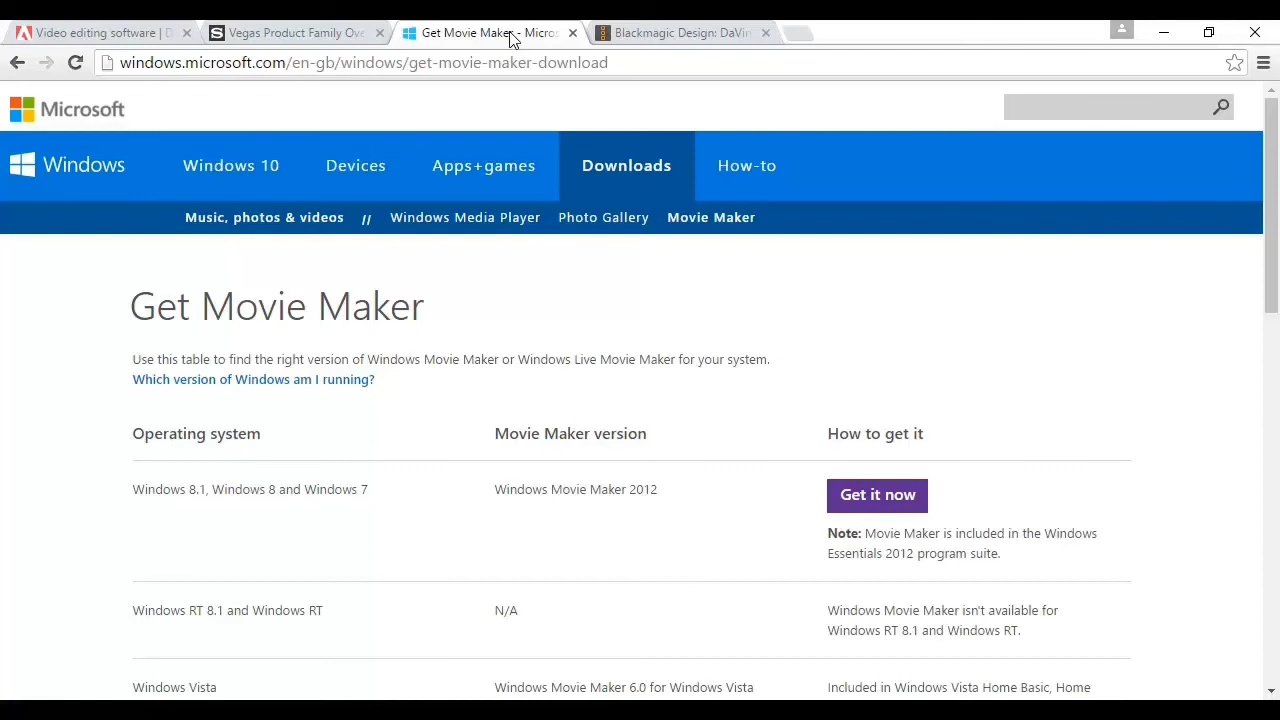 Video editing software | D
Vegas Product Family Ove
Get Movie Maker - Micros
Blackmagic Design: DaVin
windows.microsoft.com/en-gb/windows/get-movie-maker-download
Microsoft
Windows
Windows 10
Devices
Apps+games
Downloads
How-to
Music, photos & videos // Windows Media Player Photo Gallery Movie Maker
Get Movie Maker
Use this table to find the right version of Windows Movie Maker or Windows Live Movie Maker for your system.
Which version of Windows am I running?
Operating system
Movie Maker version
How to get it
Windows 8.1, Windows 8 and Windows 7
Windows Movie Maker 2012
Get it now
Note: Movie Maker is included in the Windows
Essentials 2012 program suite.
Windows RT 8.1 and Windows RT
N/A
Windows Movie Maker isn't available for
Windows RT 8.1 and Windows RT.
Windows Vista
Windows Movie Maker 6.0 for Windows Vista
Included in Windows Vista Home Basic, Home